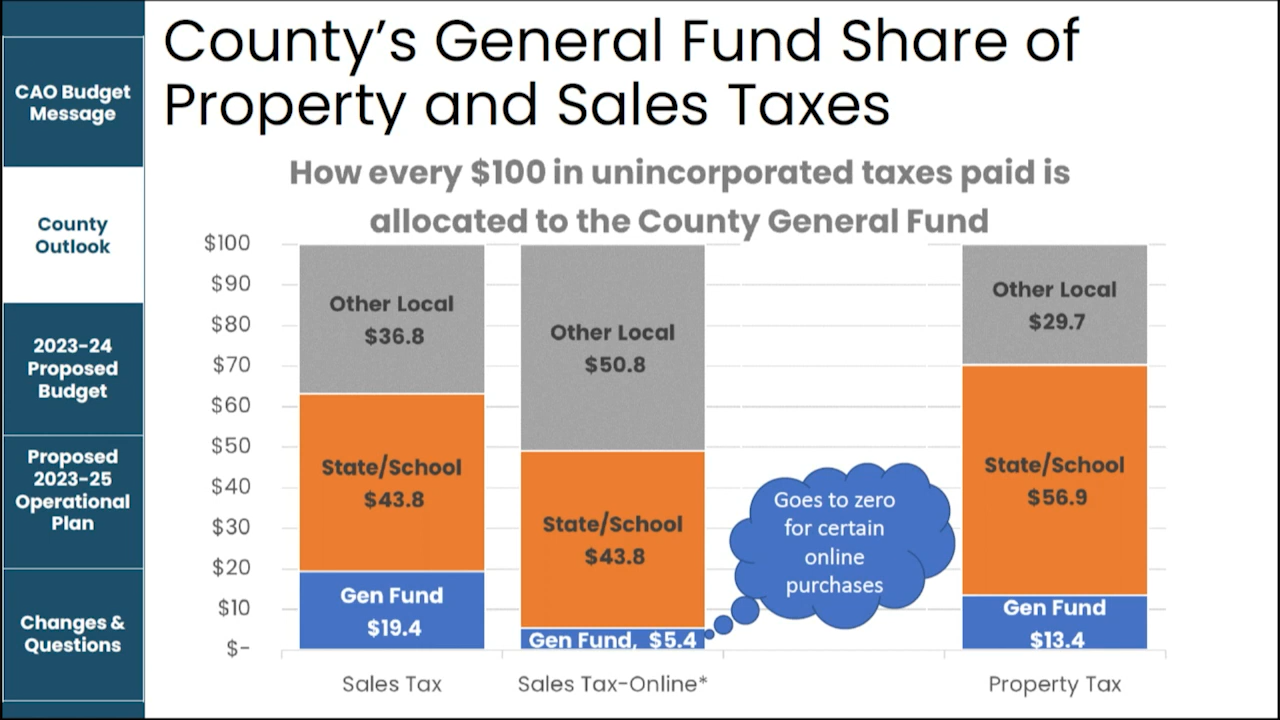 County's General Fund Share of
Property and Sales Taxes
CAO Budget
Message
County
Outlook
2023-24
Proposed
Budget
Proposed
2023-25
Operational
Plan
Changes &
Questions
How every $100 in unincorporated taxes paid is
allocated to the County General Fund
$100
$90
$80
$70
$60
$50
$40
$30
$20
$10
$-
Other Local
$36.8
State/School
$43.8
Gen Fund
$19.4
Other Local
$50.8
State/School
$43.8
Gen Fund, $5.4
Goes to zero
for certain
online
purchases
Other Local
$29.7
State/School
$56.9
Gen Fund
$13.4
Sales Tax
Sales Tax-Online*
Property Tax